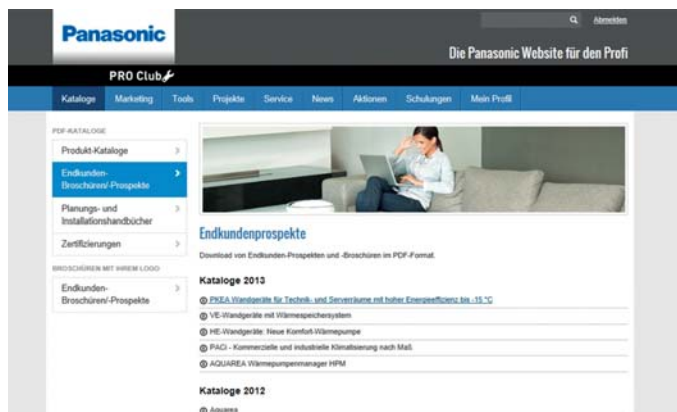 Panasonic
Abmelden
Die Panasonic Website für den Profi
PRO Club
Kataloge Marketing Tools Projekte Service News Aktionen Schulungen Mein Profil
PDF-KATALOGE
Produkt-Kataloge
Endkunden-
Broschüren/-Prospekte
Planungs- und
Installationshandbücher
Zertifizierungen
BROSCHÜREN MIT IHREM LOGO
Endkunden-
Broschüren/-Prospekte
Endkundenprospekte
Download von Endkunden-Prospekten und -Broschüren im PDF-Format.
Kataloge 2013
PKEA Wandgeräte für Technik- und Serverräume mit hoher Energieeffizienz bis -15 °C
VE-Wandgeräte mit Wärmespeichersystem
HE-Wandgeräte: Neue Komfort-Wärmepumpe
PACi - Kommerzielle und industrielle Klimatisierung nach Maß.
AQUAREA Wärmepumpenmanager HPM
Kataloge 2012
Aquarea